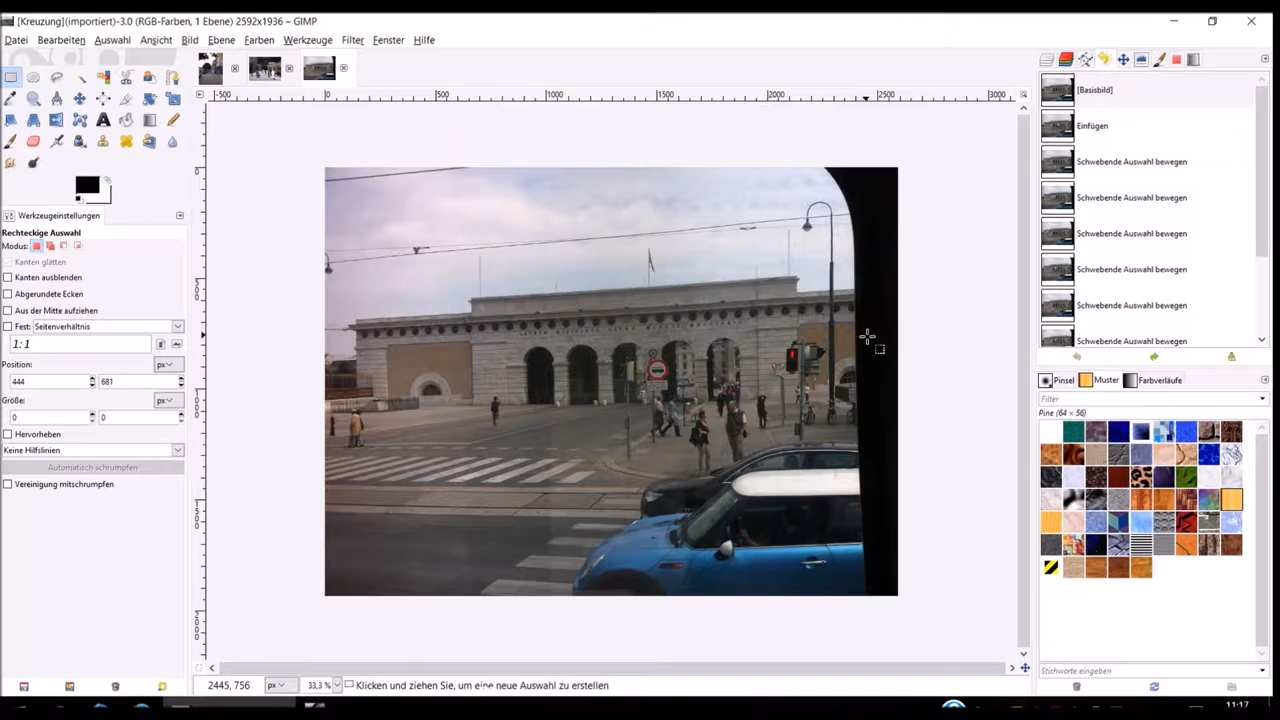 [Kreuzung](importiert)-3.0 (RGB-Farben, 1 Ebene) 2592x1936 – GIMP
Datei Bearbeiten Auswahl Ansicht Bild Ebene Farben Werkzeuge Filter Fenster Hilfe
-500 0 500 1000 1500 2000 2500 3000
[Basisbild]
Einfügen
Schwebende Auswahl bewegen
Schwebende Auswahl bewegen
Schwebende Auswahl bewegen
Schwebende Auswahl bewegen
Schwebende Auswahl bewegen
Schwebende Auswahl bewegen
Werkzeugeinstellungen
Rechteckige Auswahl
Modus:
Kanten glätten
Kanten ausblenden
Abgerundete Ecken
Aus der Mitte aufziehen
Fest: Seitenverhältnis
1:1
Position: px
444 681
Größe: px
0 0
Hervorheben
Keine Hilfslinien
Automatisch schrumpfen
Vereinigung mitschrumpfen
0
500
1000
1500
2000
Pinsel Muster Farbverläufe
Filter
Pine (64 × 56)
Stichworte eingeben
2445, 756 px 33,3 % und ziehen Sie, um eine neue Auswahl zu erstellen
11:17